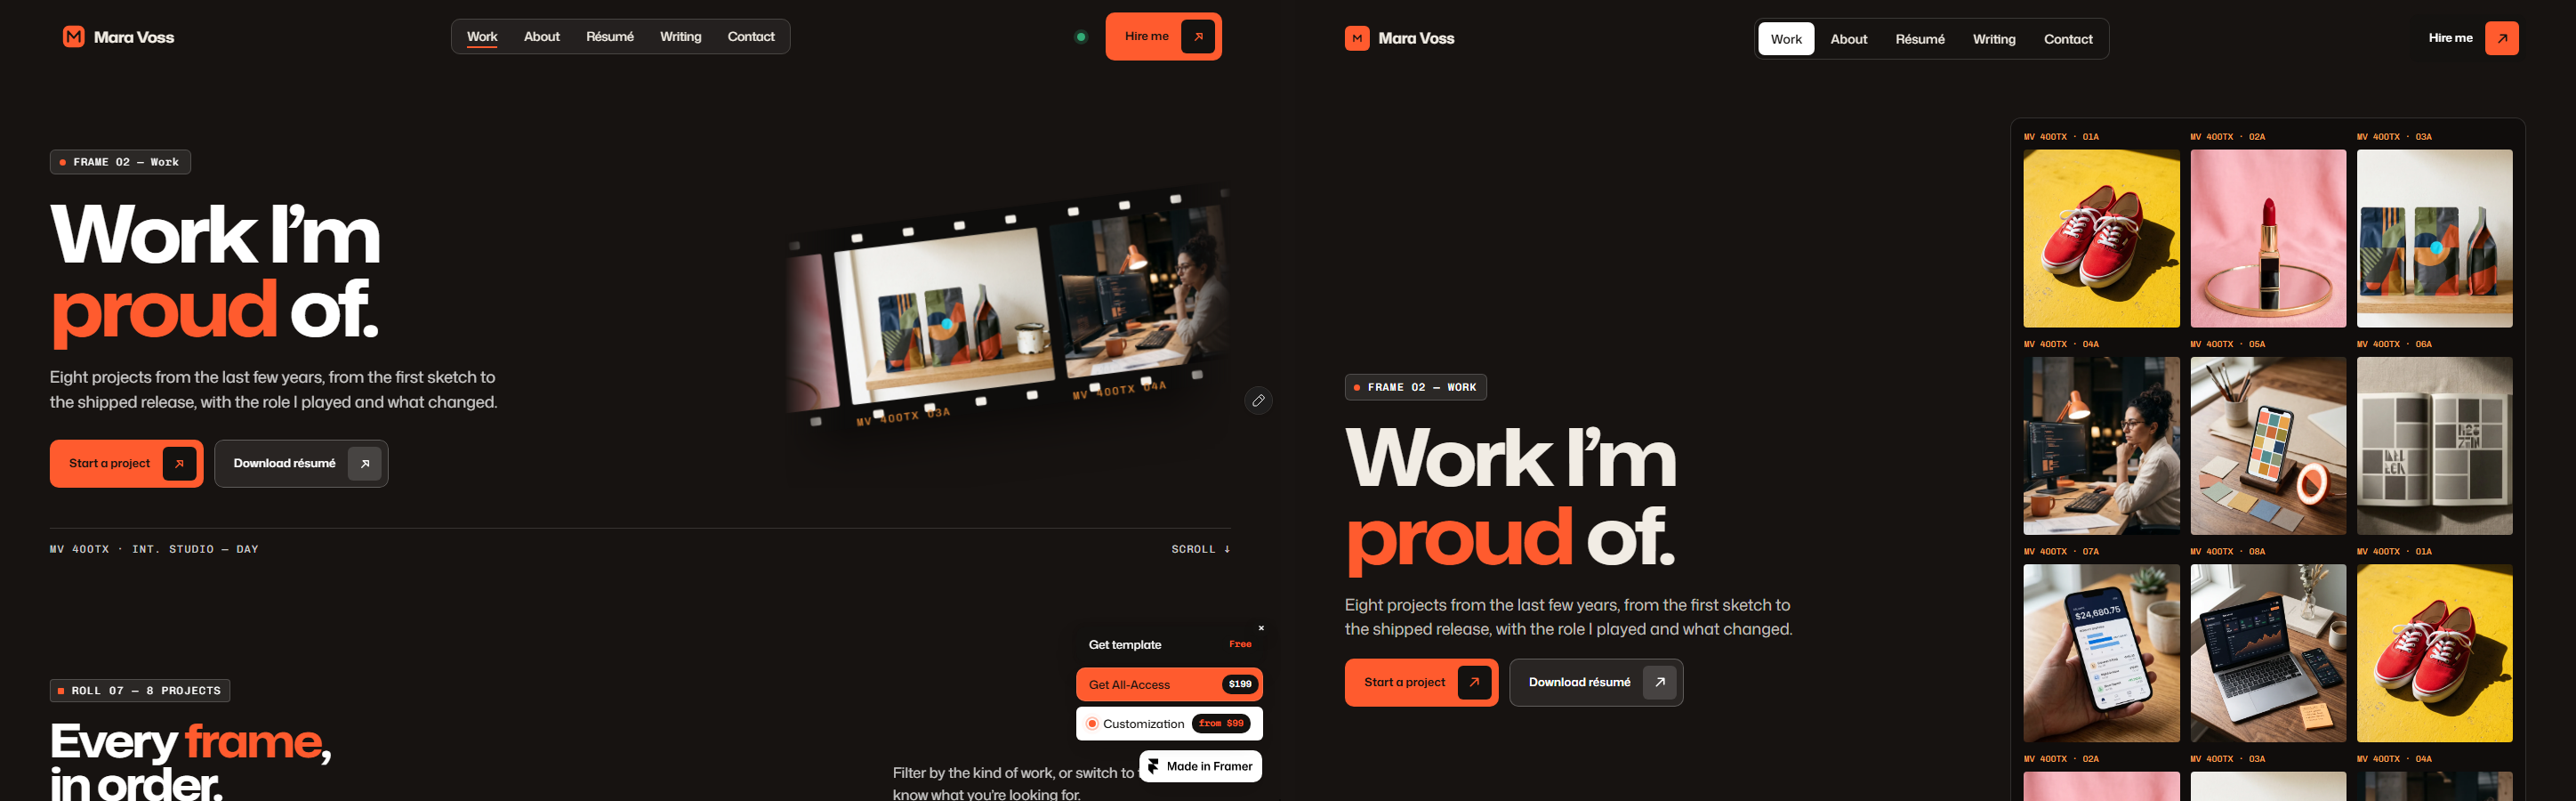 Mara Voss
Work
About
Résumé
Writing
Contact
Hire me
FRAME 02 — Work
Work I'm
proud of.
Eight projects from the last few years, from the first sketch to
the shipped release, with the role I played and what changed.
Start a project
Download résumé
MV 400TX 03A
MV 400TX 04A
MV 400TX · INT. STUDIO — DAY
SCROLL ↓
Get template
Free
Get All-Access
$199
Customization
from $99
Made in Framer
ROLL 07 — 8 PROJECTS
Every frame,
in order.
Filter by the kind of work, or switch to
know what you're looking for.
Mara Voss
Work
About
Résumé
Writing
Contact
Hire me
FRAME 02 — WORK
Work I'm
proud of.
Eight projects from the last few years, from the first sketch to
the shipped release, with the role I played and what changed.
Start a project
Download résumé
MV 400TX · 01A
MV 400TX · 02A
MV 400TX · 03A
MV 400TX · 04A
MV 400TX · 05A
MV 400TX · 06A
MV 400TX · 07A
MV 400TX · 08A
MV 400TX · 01A
$24,680.75
MV 400TX · 02A
MV 400TX · 03A
MV 400TX · 04A